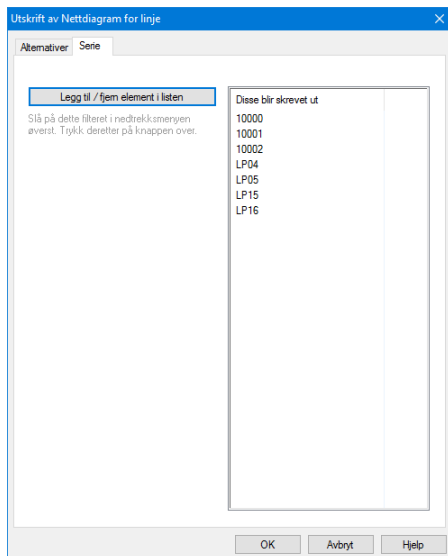 Utskrift av Nettdiagram for linje
Alternativer
Serie
Legg til / fjern element i listen
Slå på dette filteret i nedtrekksmenyen
øverst. Trykk deretter på knappen over.
Disse blir skrevet ut
10000
10001
10002
LP04
LP05
LP15
LP16
OK
Avbryt
Hjelp